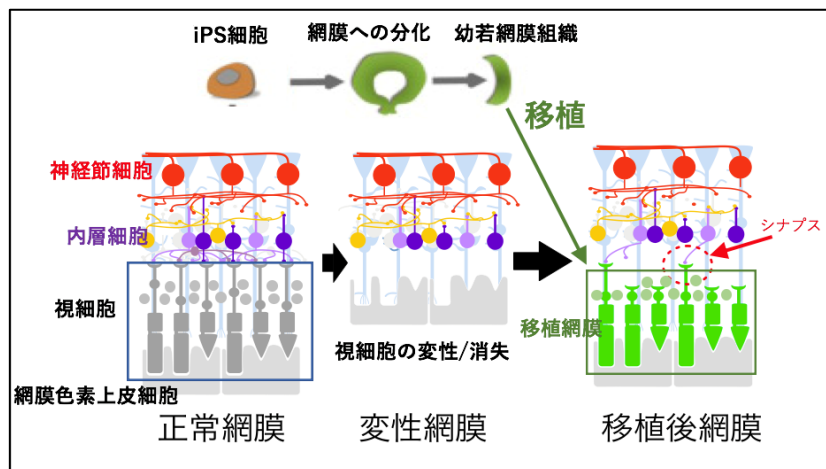 iPS細胞
網膜への分化
幼若網膜組織
移植
神経節細胞
内層細胞
シナプス
視細胞
移植網膜
視細胞の変性/消失
網膜色素上皮細胞
正常網膜
変性網膜
移植後網膜